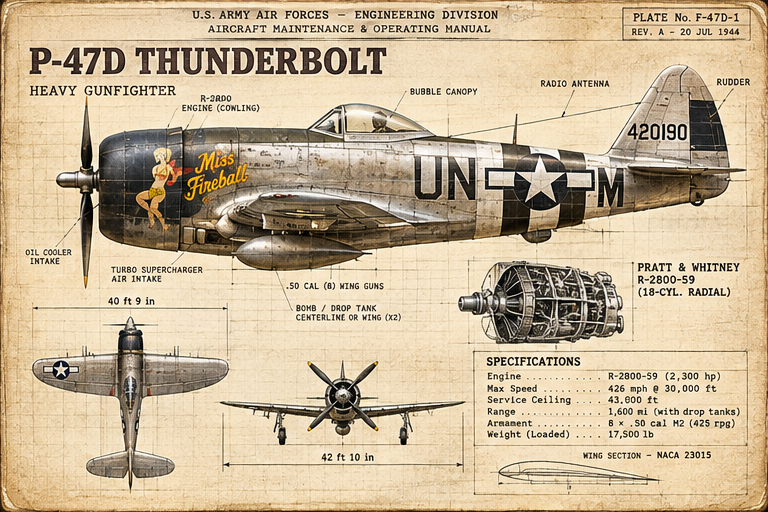 U.S. ARMY AIR FORCES — ENGINEERING DIVISION
AIRCRAFT MAINTENANCE & OPERATING MANUAL
PLATE No. F-47D-1
REV. A - 20 JUL 1944
P-47D THUNDERBOLT
HEAVY GUNFIGHTER
ENGINE (COWLING)
BUBBLE CANOPY
RADIO ANTENNA
RUDDER
420190
Miss
Fireball
UN
M
OIL COOLER
INTAKE
TURBO SUPERCHARGER
AIR INTAKE
.50 CAL (8) WING GUNS
BOMB / DROP TANK
CENTERLINE OR WING (X2)
PRATT & WHITNEY
R-2800-59
(18-CYL. RADIAL)
40 ft 9 in
42 ft 10 in
SPECIFICATIONS
Engine . . . . . . . . . . . R-2800-59 (2,300 hp)
Max Speed . . . . . . . . 426 mph @ 30,000 ft
Service Ceiling . . . . 43,000 ft
Range . . . . . . . . . . . . 1,600 mi (with drop tanks)
Armament . . . . . . . . . 8 × .50 cal M2 (425 rpg)
Weight (Loaded) . . . . 17,500 lb
WING SECTION - NACA 23015